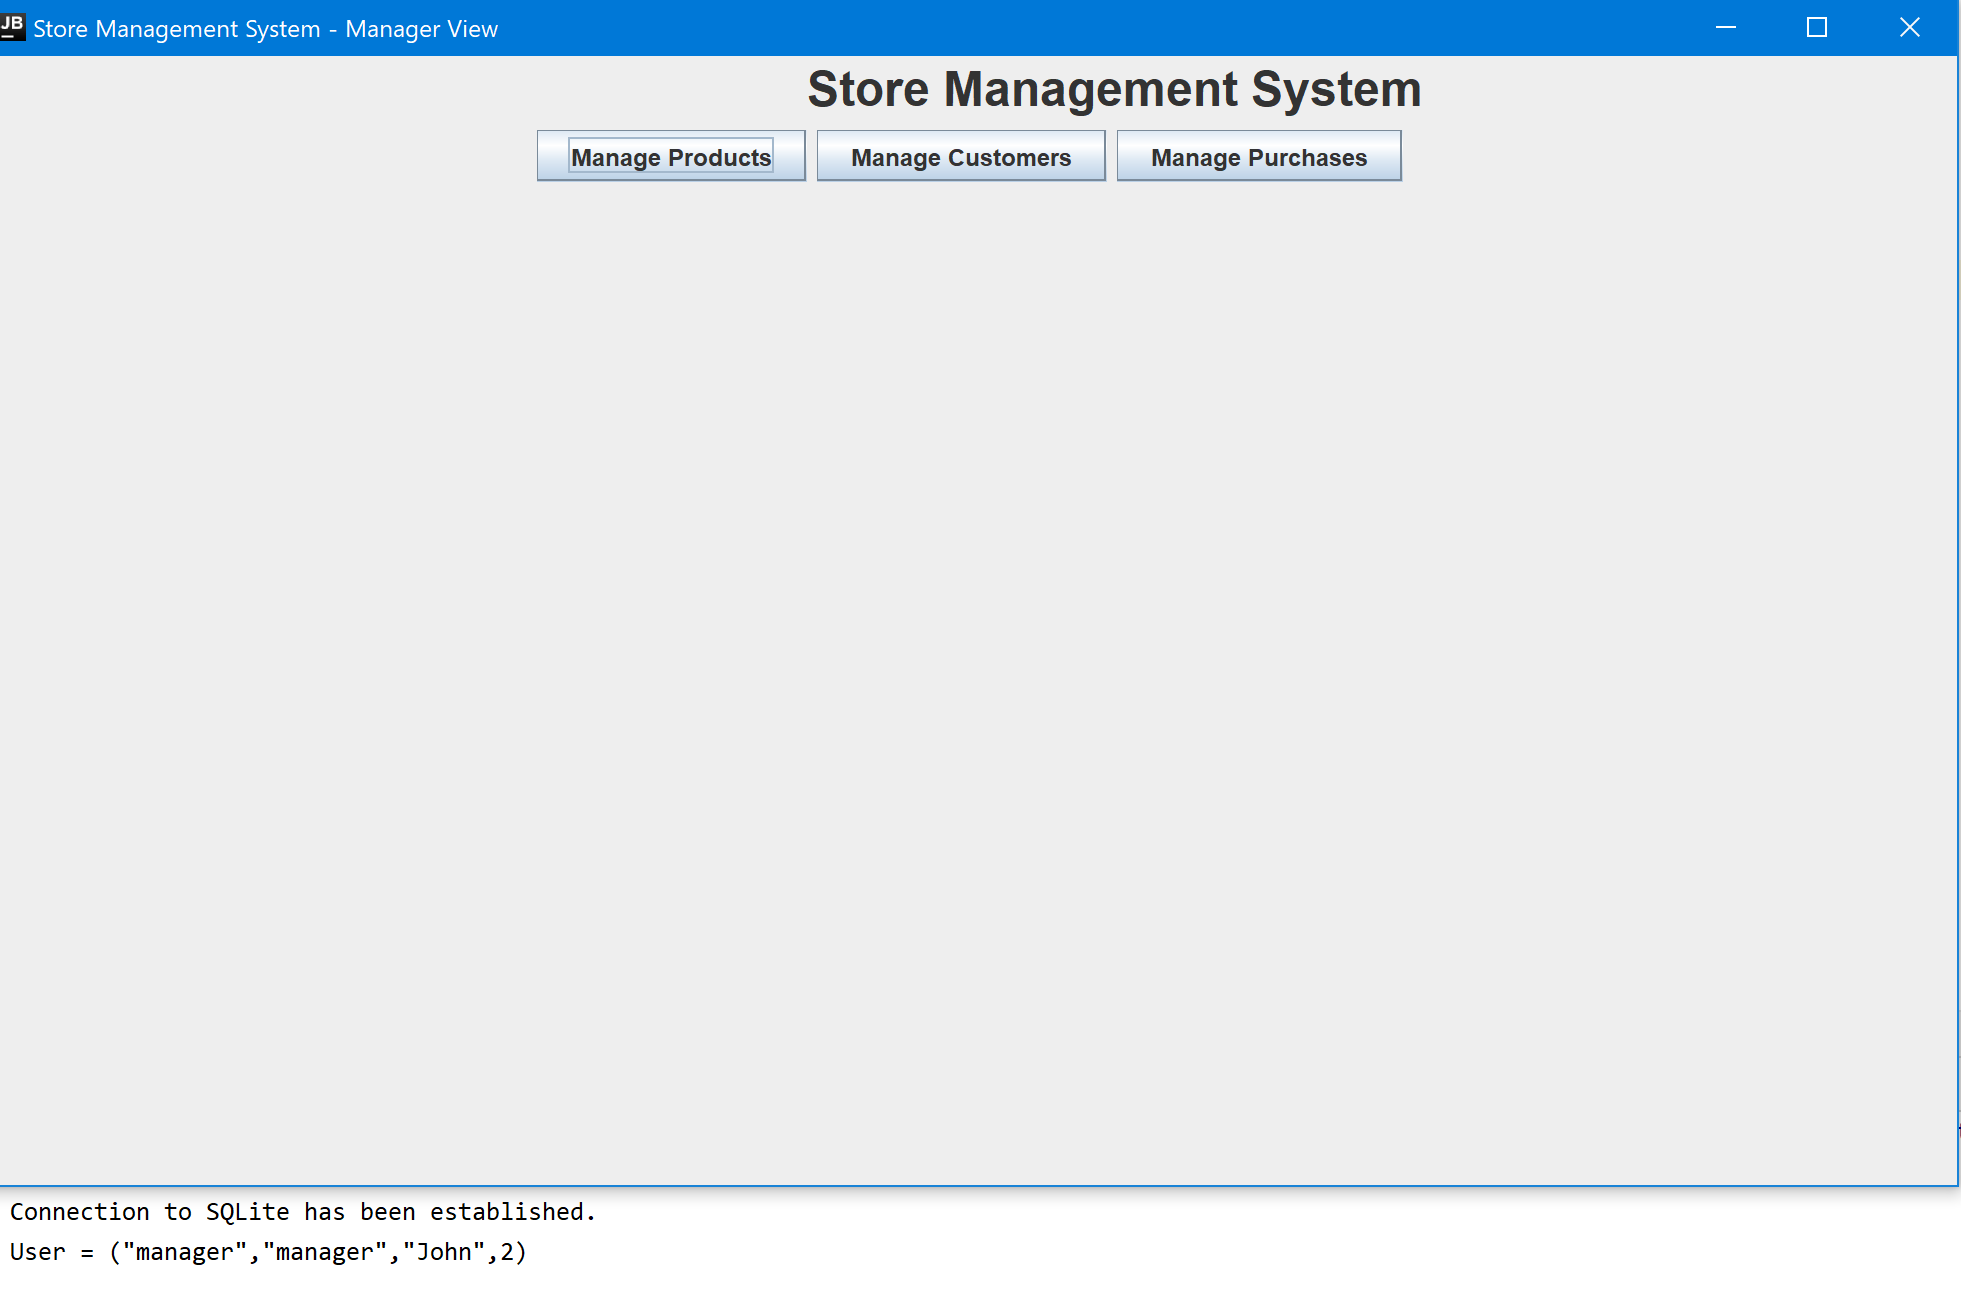 JB Store Management System - Manager View
Store Management System
Manage Products Manage Customers Manage Purchases
Connection to SQLite has been established.
User = ("manager","manager","John",2)